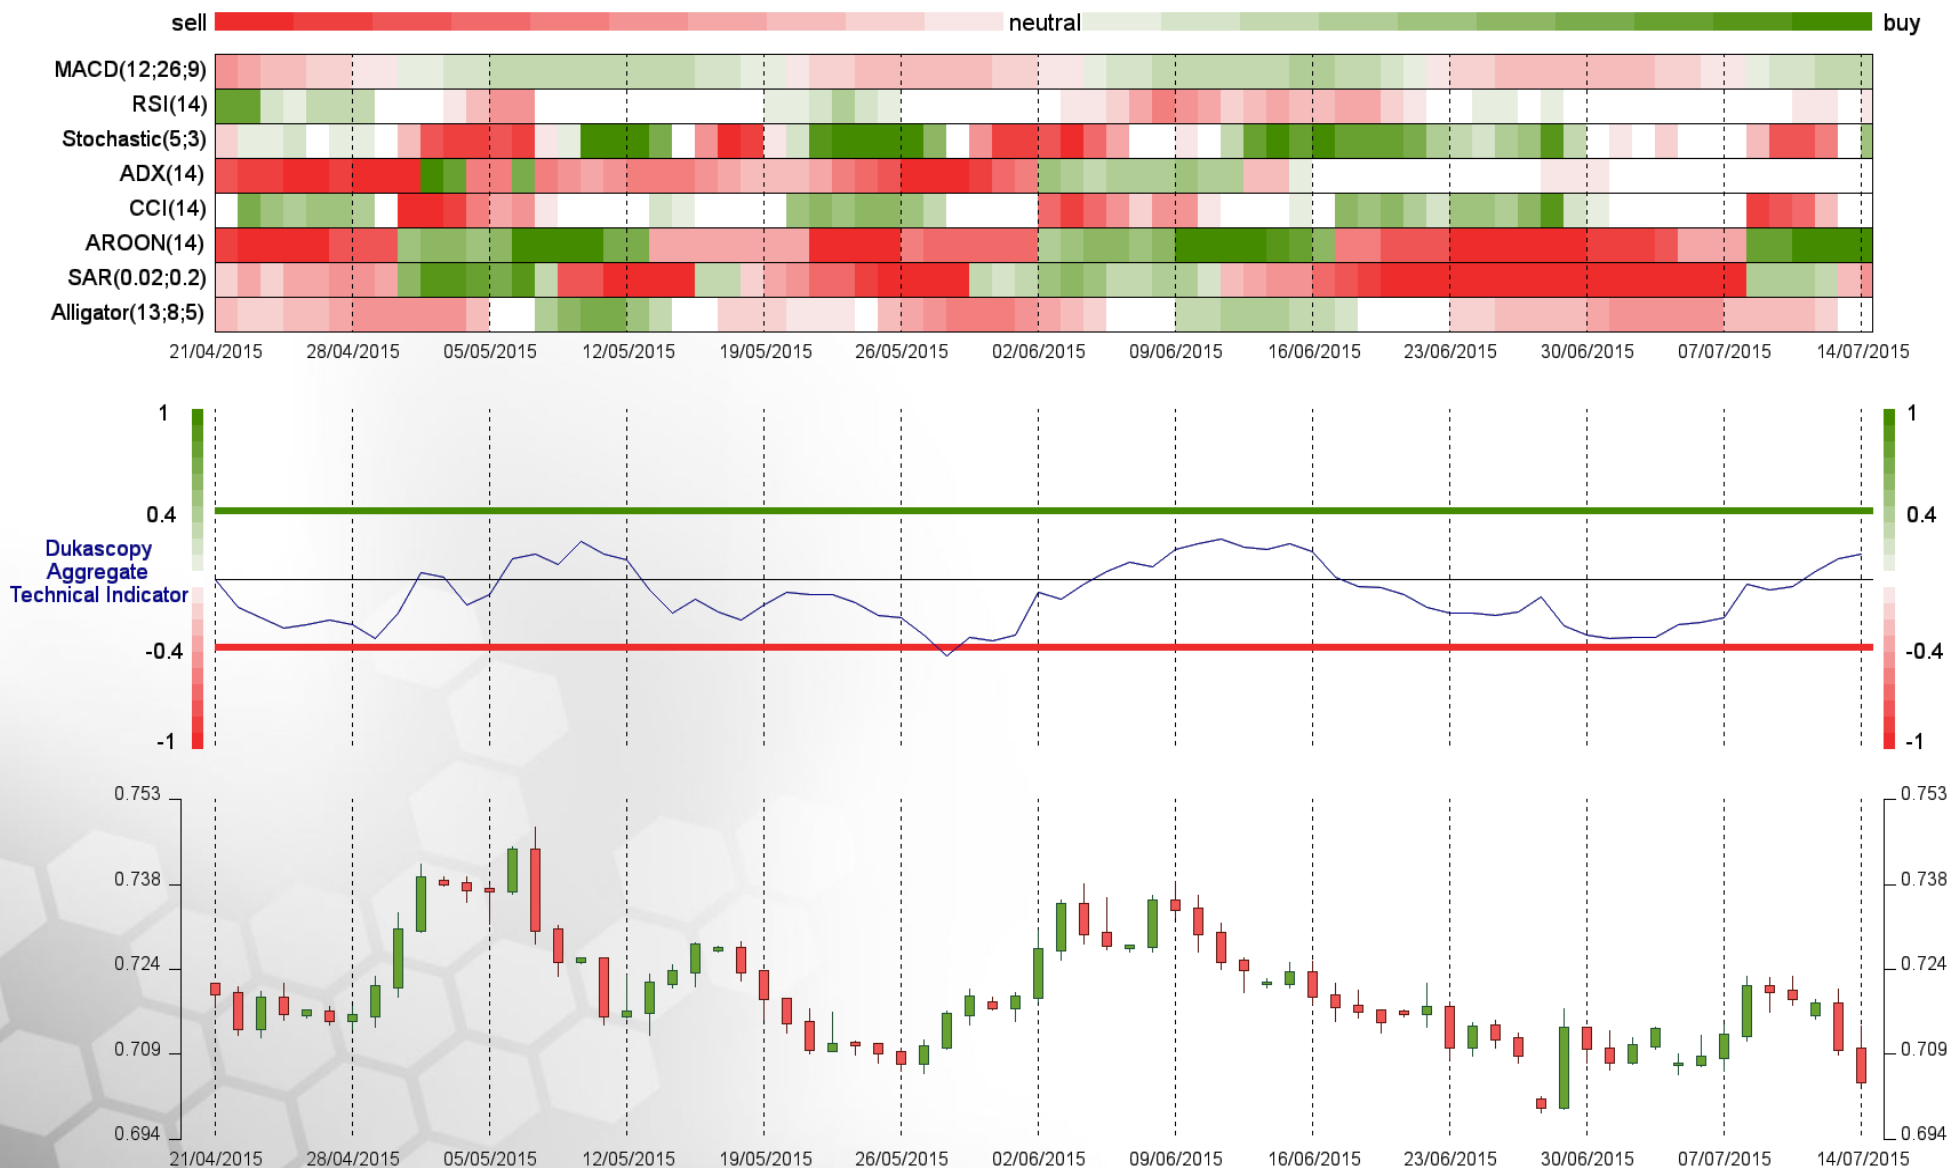 sell neutral buy
MACD(12;26;9)
RSI(14)
Stochastic(5;3)
ADX(14)
CCI(14)
AROON(14)
SAR(0.02;0.2)
Alligator(13;8;5)
21/04/2015 28/04/2015 05/05/2015 12/05/2015 19/05/2015 26/05/2015 02/06/2015 09/06/2015 16/06/2015 23/06/2015 30/06/2015 07/07/2015 14/07/2015
1 1
0.4 0.4
Dukascopy
Aggregate
Technical Indicator
-0.4 -0.4
-1 -1
0.753 0.753
0.738 0.738
0.724 0.724
0.709 0.709
0.694 0.694
21/04/2015 28/04/2015 05/05/2015 12/05/2015 19/05/2015 26/05/2015 02/06/2015 09/06/2015 16/06/2015 23/06/2015 30/06/2015 07/07/2015 14/07/2015